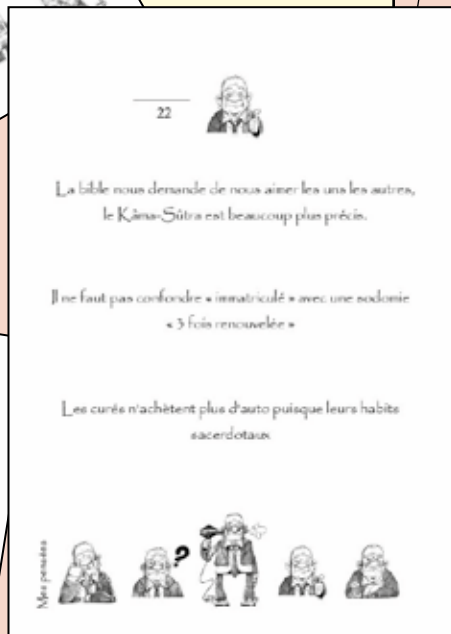 22
La bible nous demande de nous aimer les uns les autres,
le Kâma-Sûtra est beaucoup plus précis.
Il ne faut pas confondre « immatriculé » avec une sodomie
« 3 fois renouvelée »
Les curés n'achètent plus d'auto puisque leurs habits
sacerdotaux
Mes pensées
?